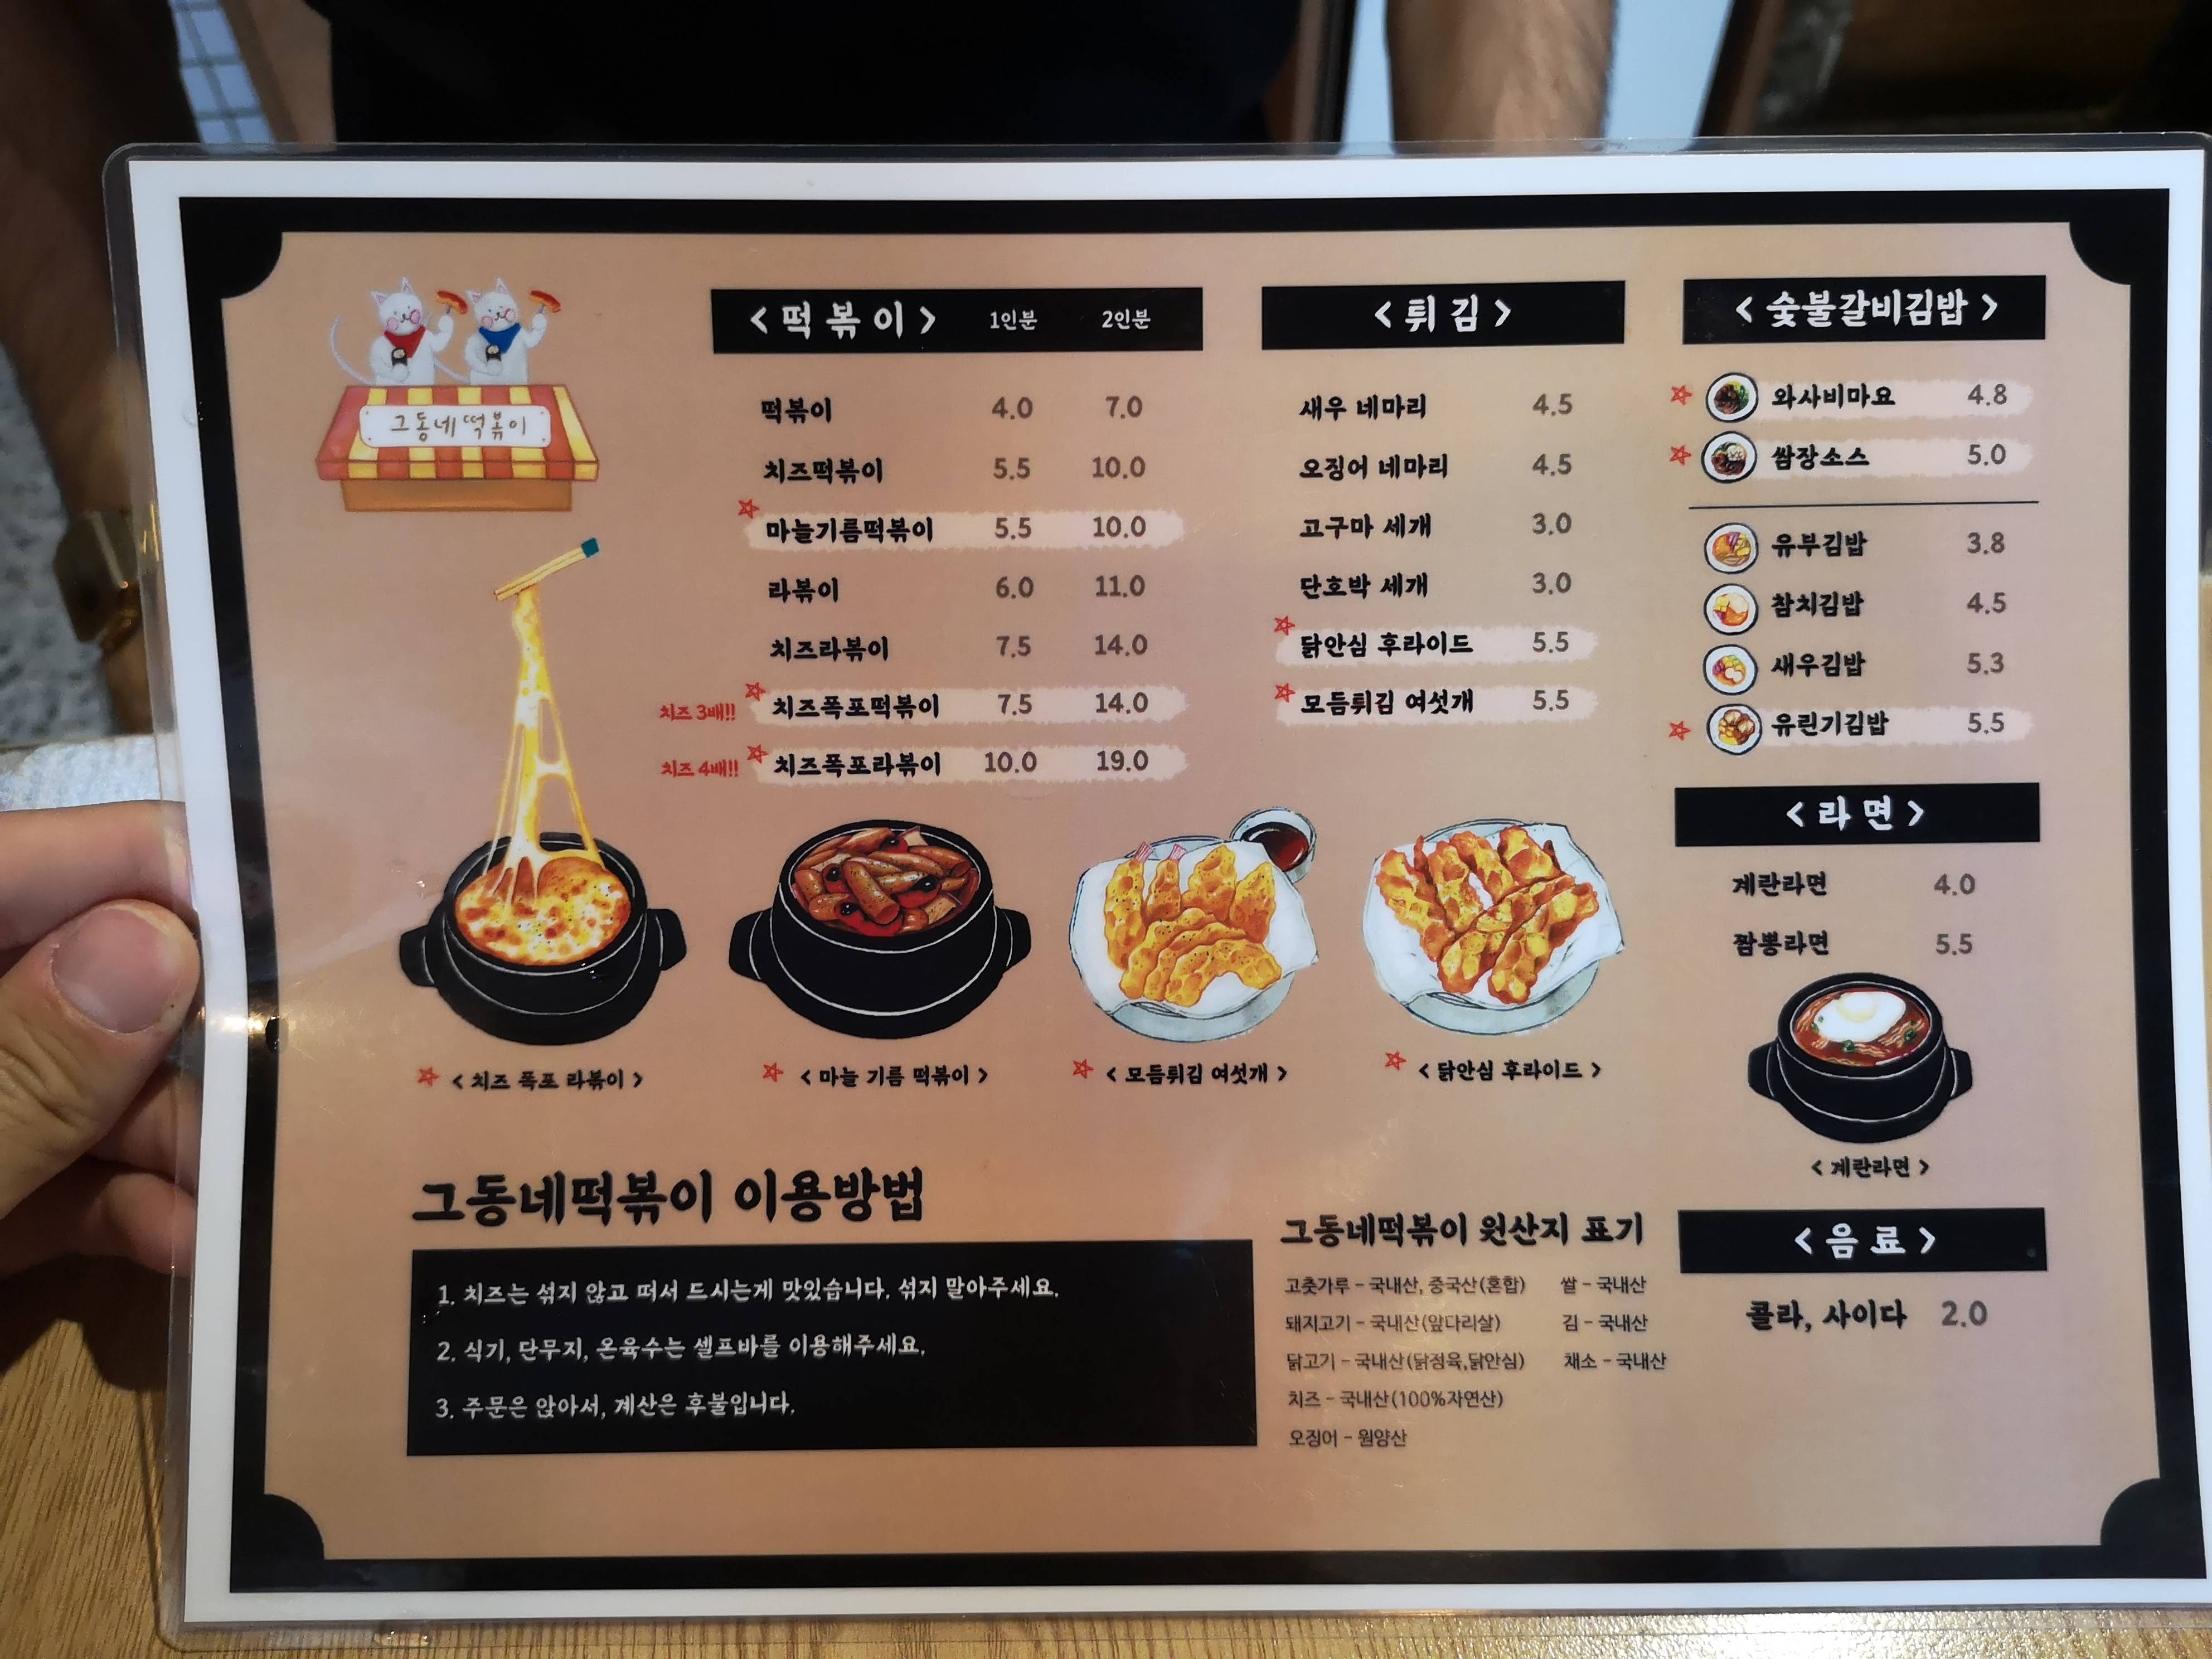 그동네떡볶이
< 떡볶이 > 1인분 2인분
떡볶이 4.0 7.0
치즈떡볶이 5.5 10.0
마늘기름떡볶이 5.5 10.0
라볶이 6.0 11.0
치즈라볶이 7.5 14.0
치즈 3배!! 치즈폭포떡볶이 7.5 14.0
치즈 4배!! 치즈폭포라볶이 10.0 19.0
< 튀김 >
새우 네마리 4.5
오징어 네마리 4.5
고구마 세개 3.0
단호박 세개 3.0
닭안심 후라이드 5.5
모듬튀김 여섯개 5.5
< 숯불갈비김밥 >
와사비마요 4.8
쌈장소스 5.0
유부김밥 3.8
참치김밥 4.5
새우김밥 5.3
유린기김밥 5.5
< 라면 >
계란라면 4.0
짬뽕라면 5.5
< 계란라면 >
< 치즈 폭포 라볶이 >
< 마늘 기름 떡볶이 >
< 모듬튀김 여섯개 >
< 닭안심 후라이드 >
그동네떡볶이 이용방법
1. 치즈는 섞지 않고 떠서 드시는게 맛있습니다. 섞지 말아주세요.
2. 식기, 단무지, 온육수는 셀프바를 이용해주세요.
3. 주문은 앉아서, 계산은 후불입니다.
그동네떡볶이 원산지 표기
고춧가루 - 국내산, 중국산(혼합) 쌀 - 국내산
돼지고기 - 국내산(앞다리살) 김 - 국내산
닭고기 - 국내산(닭정육,닭안심) 채소 - 국내산
치즈 - 국내산(100%자연산)
오징어 - 원양산
< 음료 >
콜라, 사이다 2.0